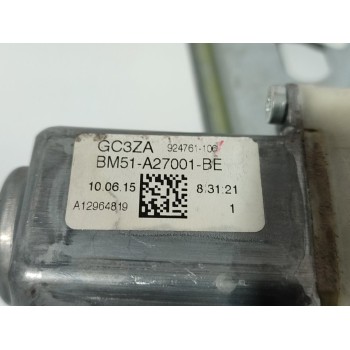 GC3ZA 924761-106
BM51-A27001-BE
10.06.15 8:31:21
A12964819 1